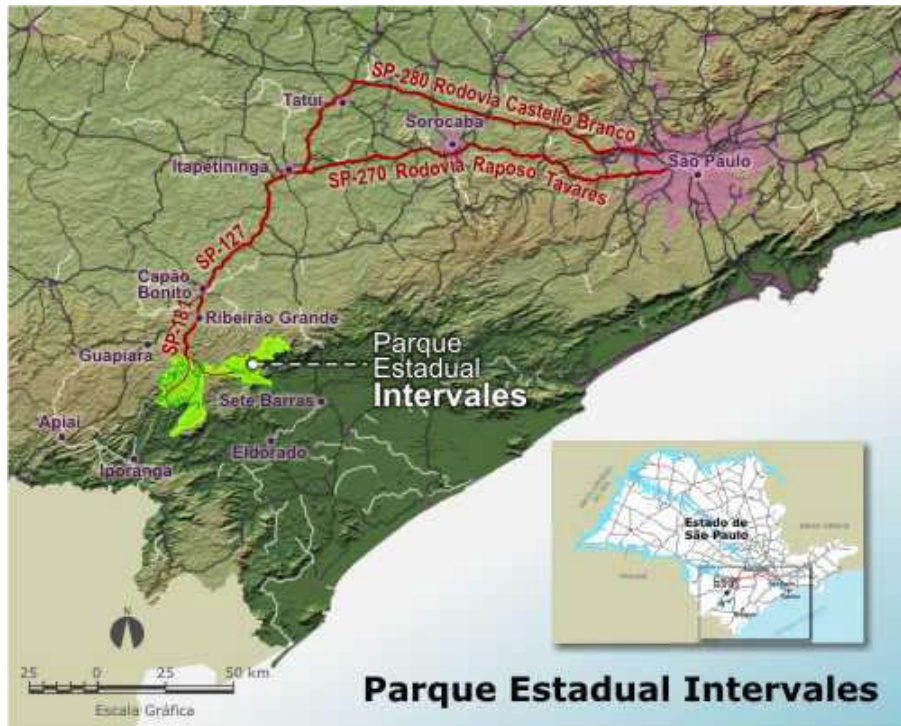 SP-280 Rodovia Castello Branco
Tatuí
Sorocaba
São Paulo
Itapetininga
SP-270 Rodovia Raposo Tavares
SP-127
Capão
Bonito
Ribeirão Grande
SP-181
Guapiara
Parque
Estadual
Intervales
Sete Barras
Apiaí
Eldorado
Iporanga
Estado de
São Paulo
N
25 0 25 50 km
Escala Gráfica
Parque Estadual Intervales